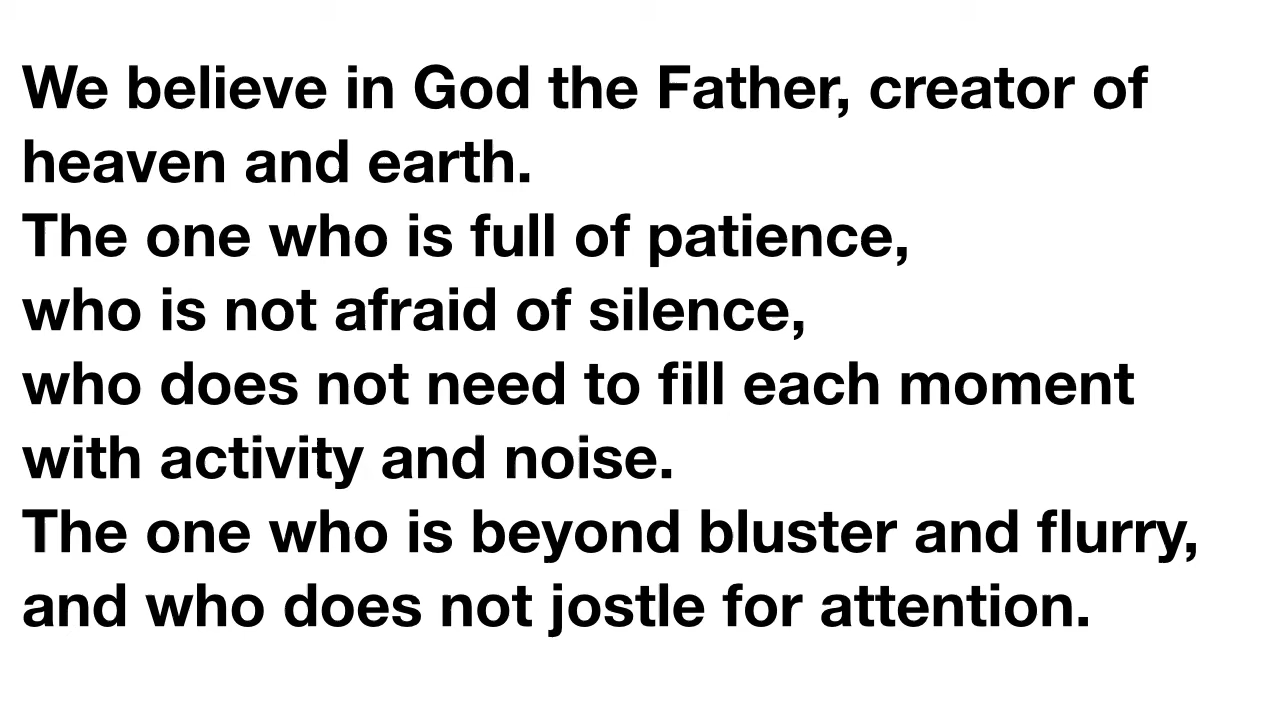 We believe in God the Father, creator of
heaven and earth.
The one who is full of patience,
who is not afraid of silence,
who does not need to fill each moment
with activity and noise.
The one who is beyond bluster and flurry,
and who does not jostle for attention.